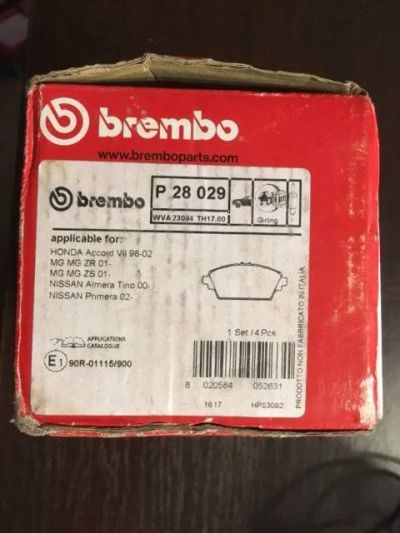 brembo
www.bremboparts.com
brembo
P 28 029
WVA 23094 TH17.00
Girling
applicable for:
HONDA Accord VII 98-02
MG MG ZR 01-
MG MG ZS 01-
NISSAN Almera Tino 00-
NISSAN Primera 02-
1 Set / 4 Pcs.
APPLICATIONS
CATALOGUE
E1 90R-01115/900
8 020584 052631
1617 HPS3092
PRODOTTO NON FABBRICATO IN ITALIA